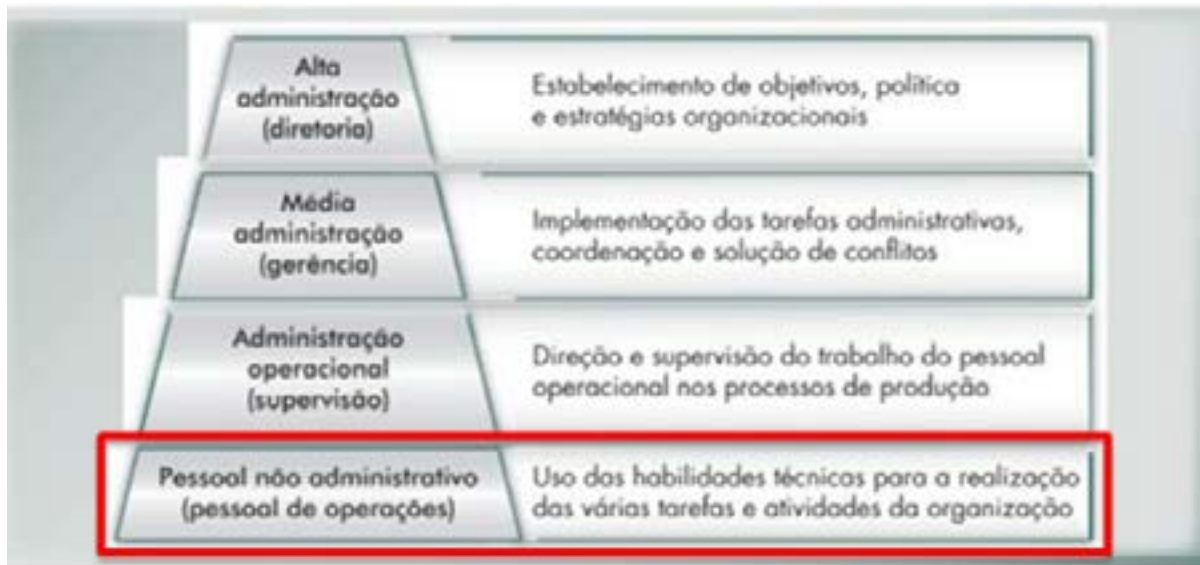 Alta
administração
(diretoria)
Estabelecimento de objetivos, política
e estratégias organizacionais
Média
administração
(gerência)
Implementação das tarefas administrativas,
coordenação e solução de conflitos
Administração
operacional
(supervisão)
Direção e supervisão do trabalho do pessoal
operacional nos processos de produção
Pessoal não administrativo
(pessoal de operações)
Uso das habilidades técnicas para a realização
das várias tarefas e atividades da organização